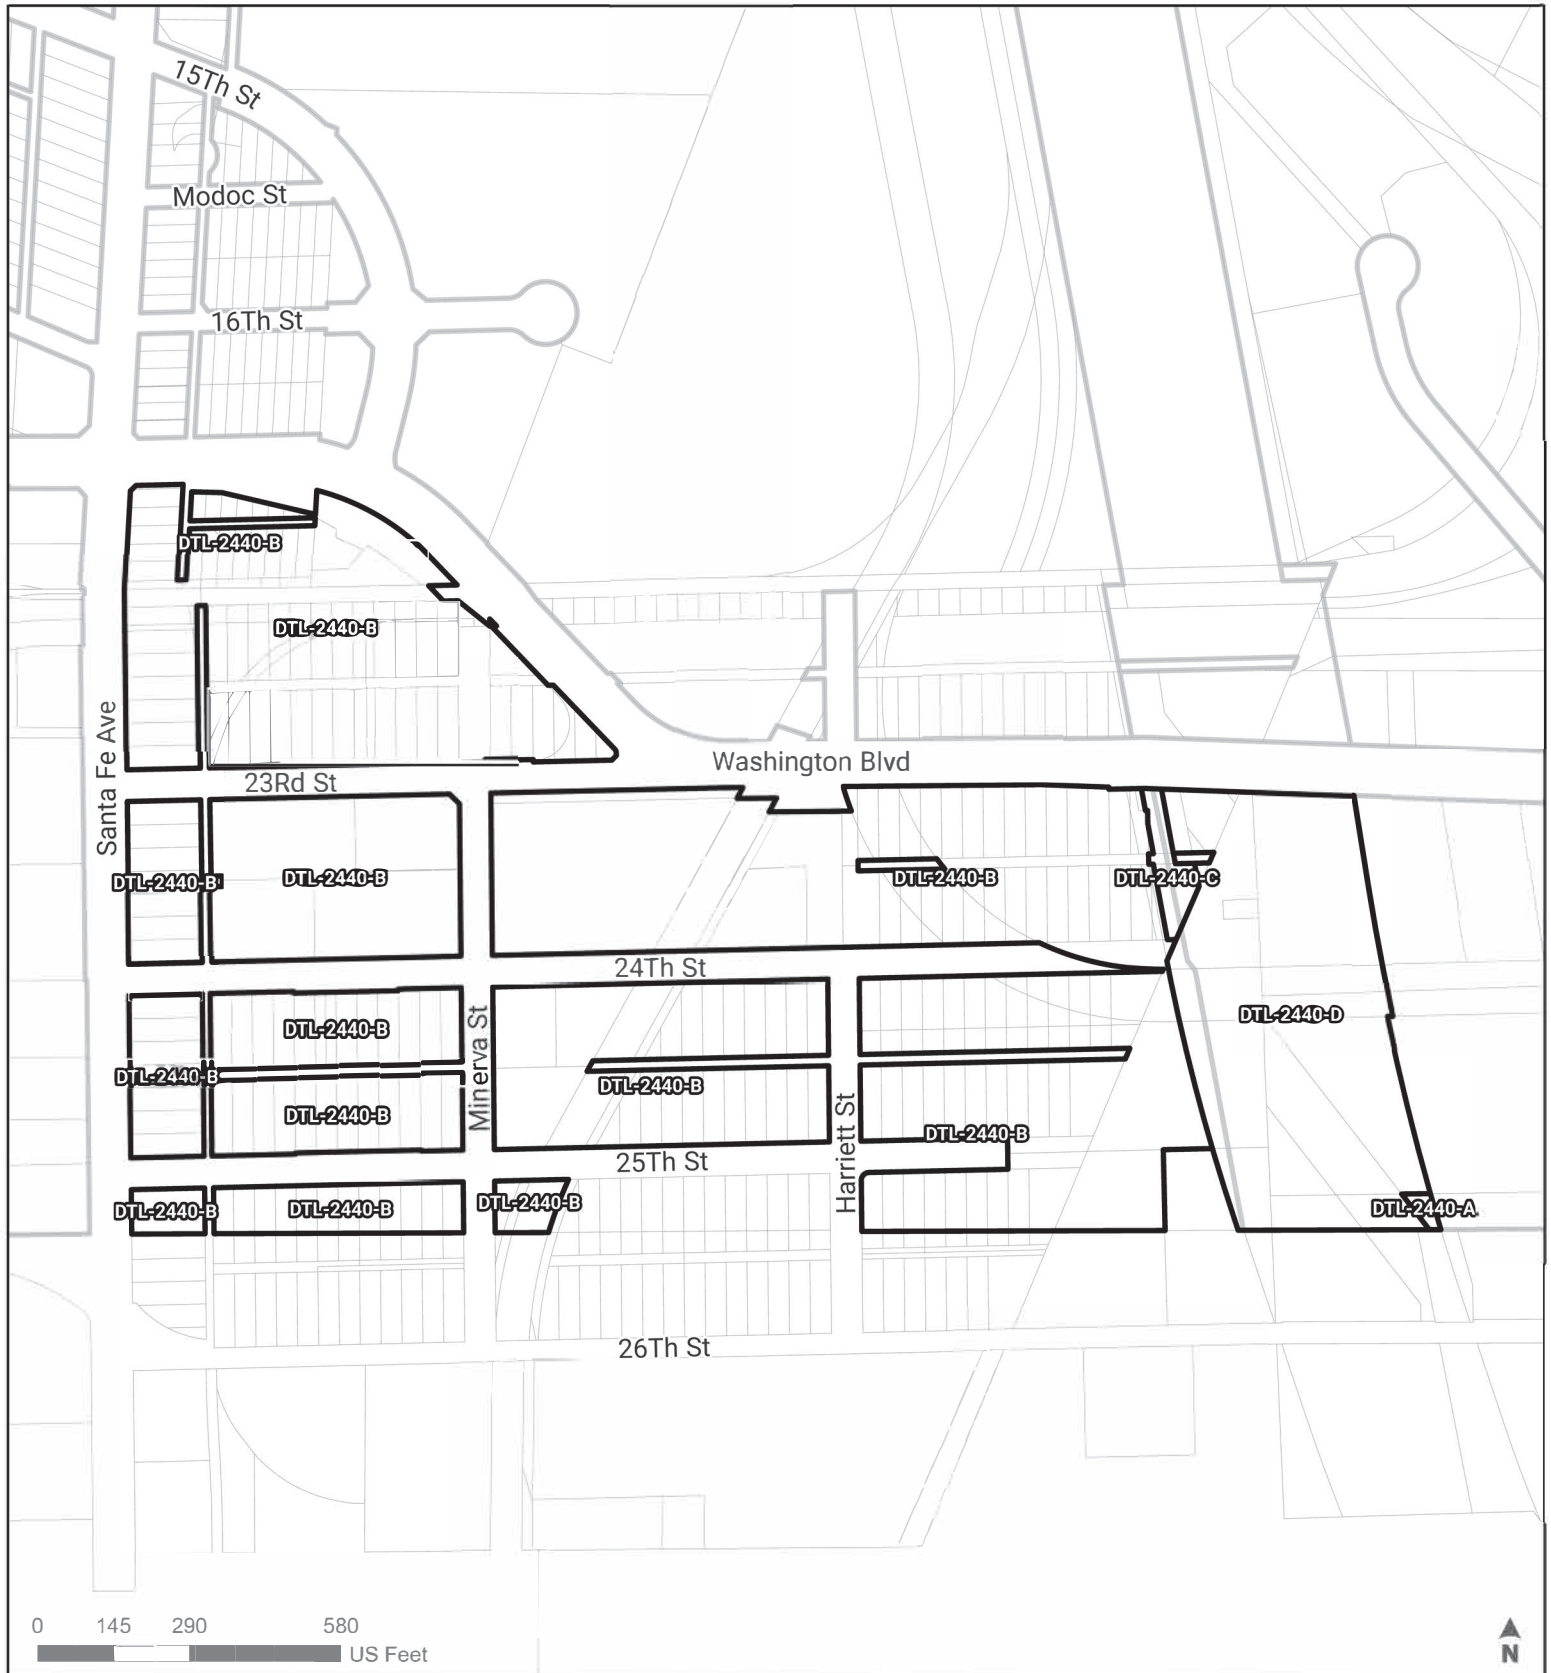 15Th St
Modoc St
16Th St
DTL-2440-B
DTL-2440-B
Santa Fe Ave
Washington Blvd
23Rd St
DTL-2440-B
DTL-2440-B
DTL-2440-B
DTL-2440-C
24Th St
DTL-2440-D
Minerva St
DTL-2440-B
DTL-2440-B
DTL-2440-B
DTL-2440-B
Harriett St
DTL-2440-B
25Th St
DTL-2440-B
DTL-2440-B
DTL-2440-B
DTL-2440-A
26Th St
0 145 290 580
US Feet
N